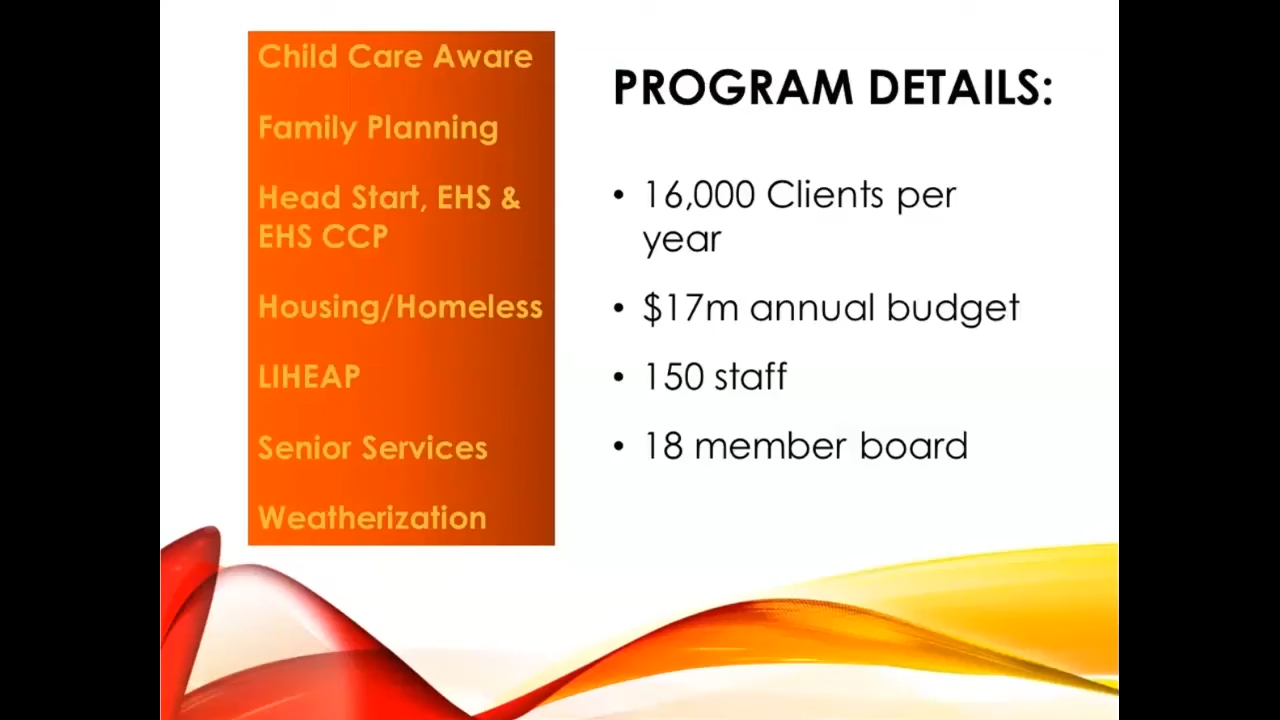 Child Care Aware
Family Planning
Head Start, EHS &
EHS CCP
Housing/Homeless
LIHEAP
Senior Services
Weatherization
PROGRAM DETAILS:
• 16,000 Clients per
year
• $17m annual budget
• 150 staff
• 18 member board